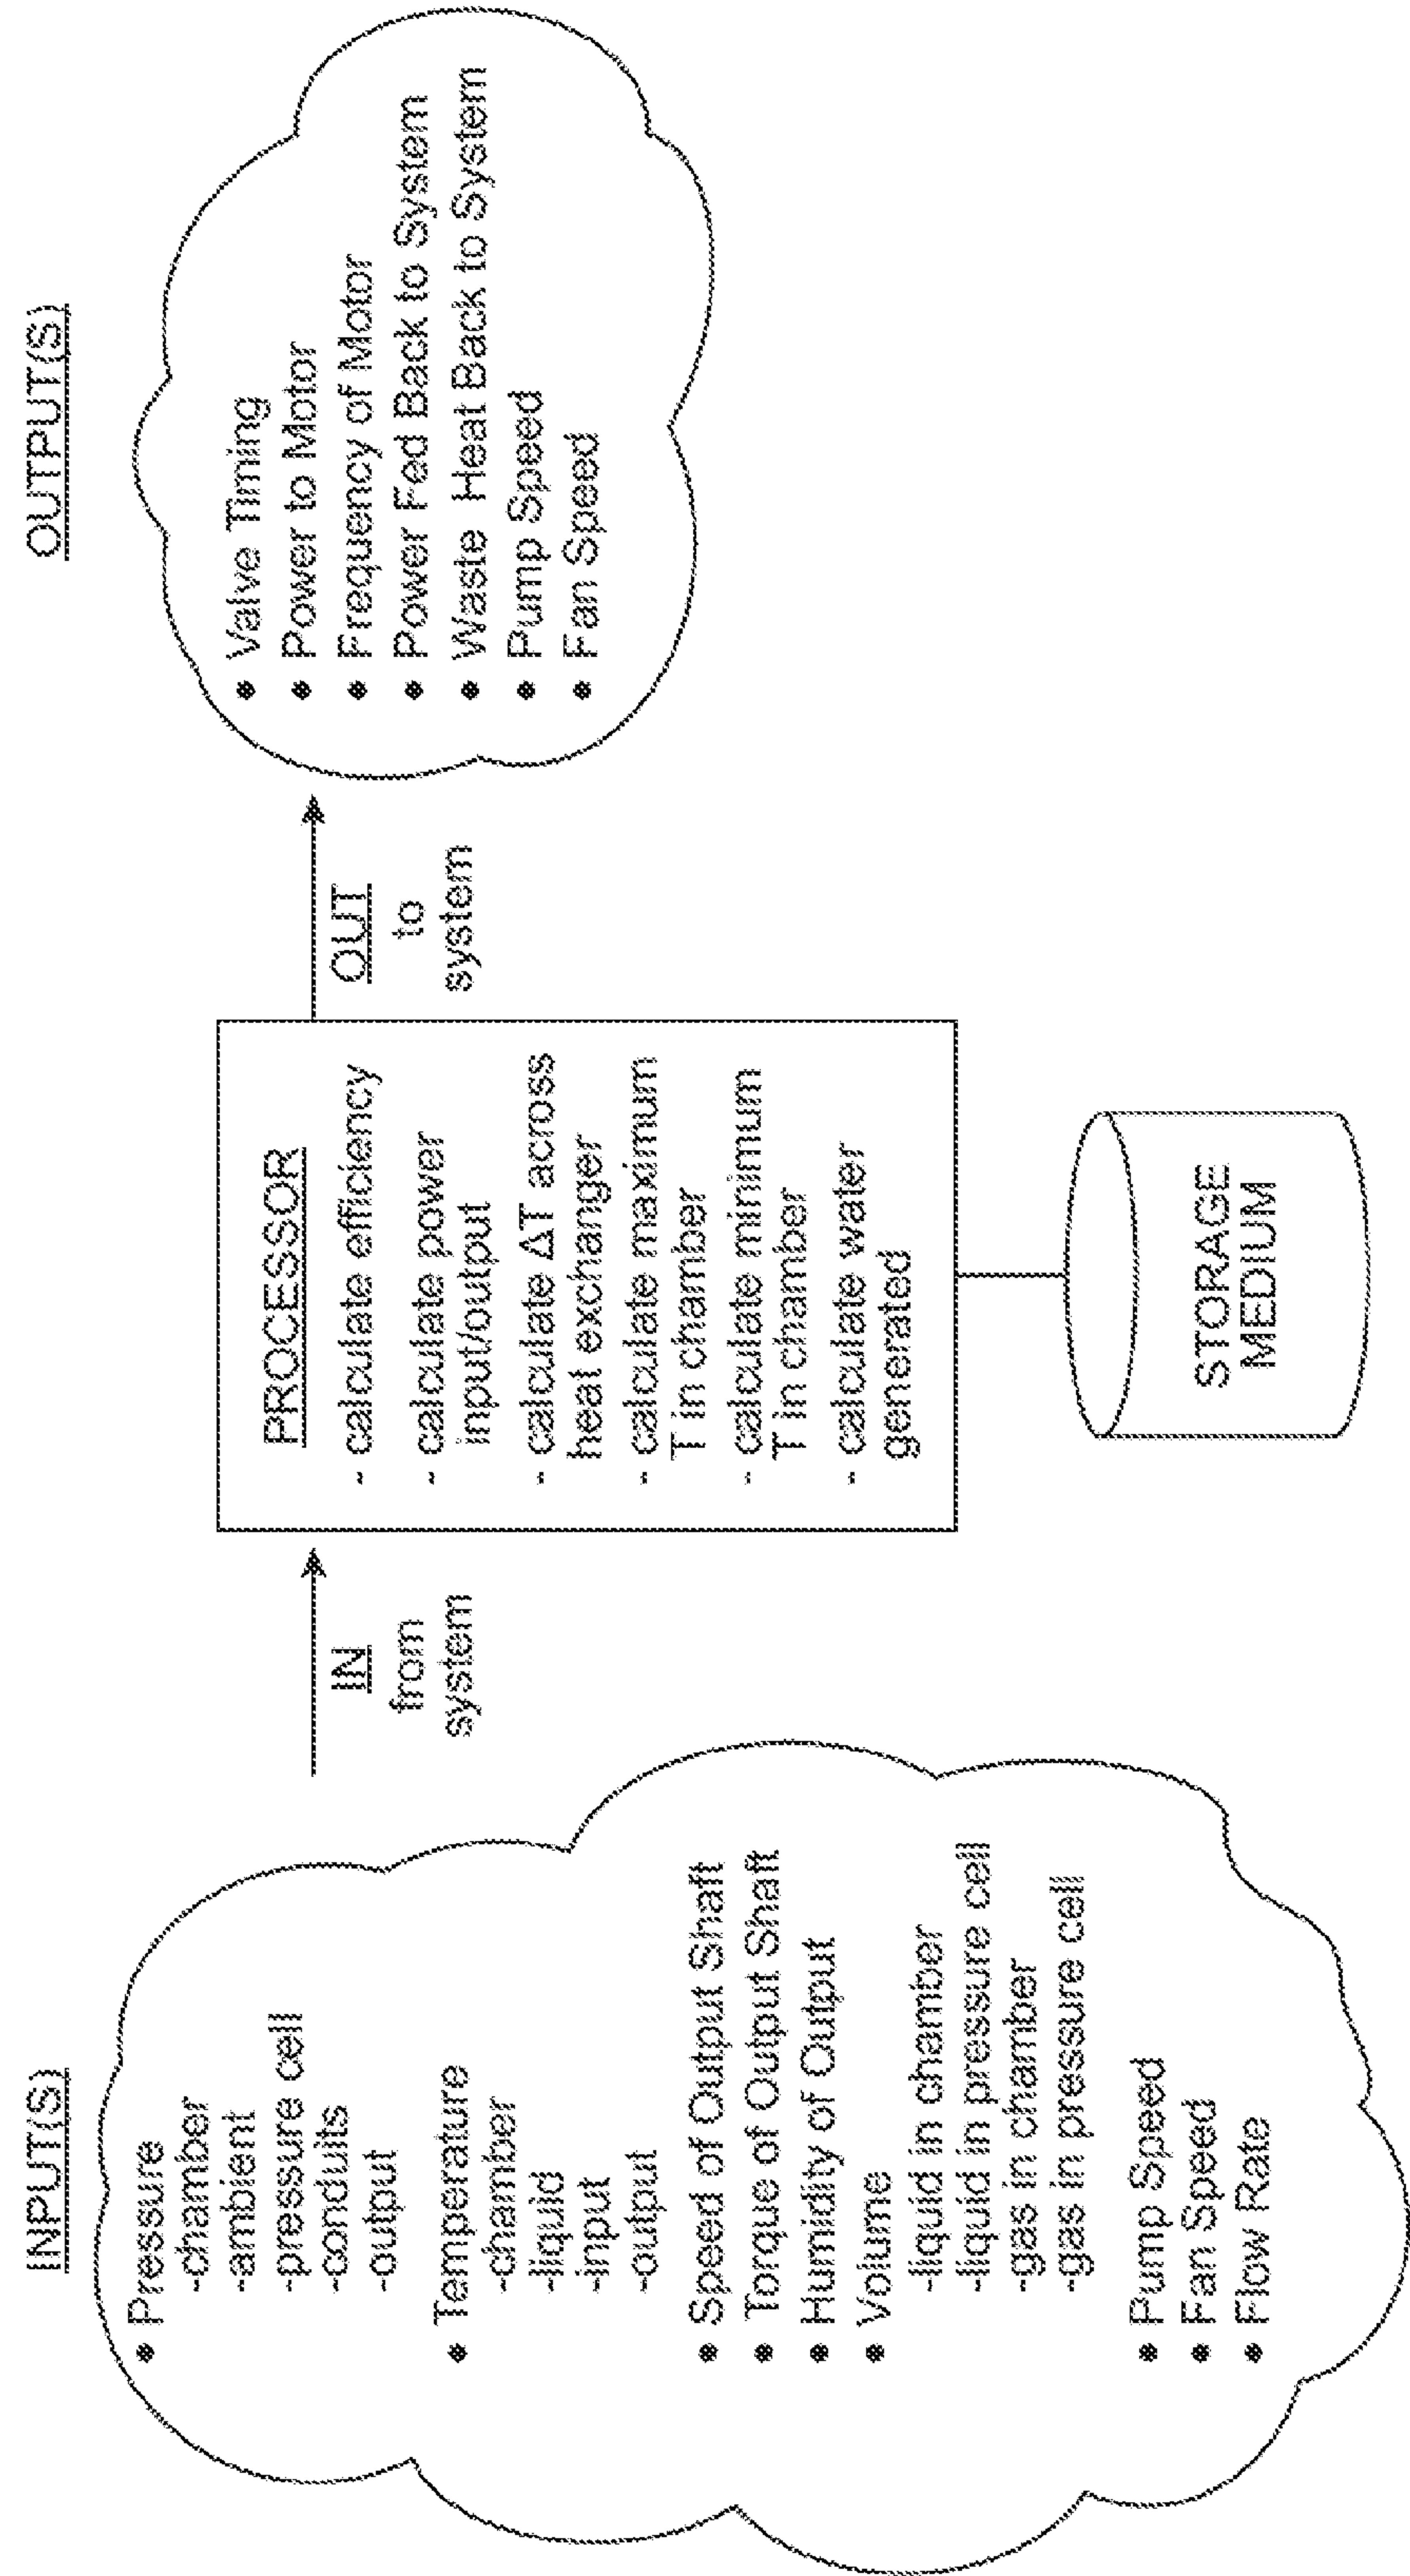 INPUT(S)
• Pressure
-chamber
-ambient
-pressure cell
-conduits
-output
• Temperature
-chamber
-liquid
-input
-output
• Speed of Output Shaft
• Torque of Output Shaft
• Humidity of Output
• Volume
-liquid in chamber
-liquid in pressure cell
-gas in chamber
-gas in pressure cell
• Pump Speed
• Fan Speed
• Flow Rate
IN
from
system
PROCESSOR
- calculate efficiency
- calculate power
input/output
- calculate ΔT across
heat exchanger
- calculate maximum
T in chamber
- calculate minimum
T in chamber
- calculate water
generated
STORAGE
MEDIUM
OUT
to
system
OUTPUT(S)
• Valve Timing
• Power to Motor
• Frequency of Motor
• Power Fed Back to System
• Waste Heat Back to System
• Pump Speed
• Fan Speed